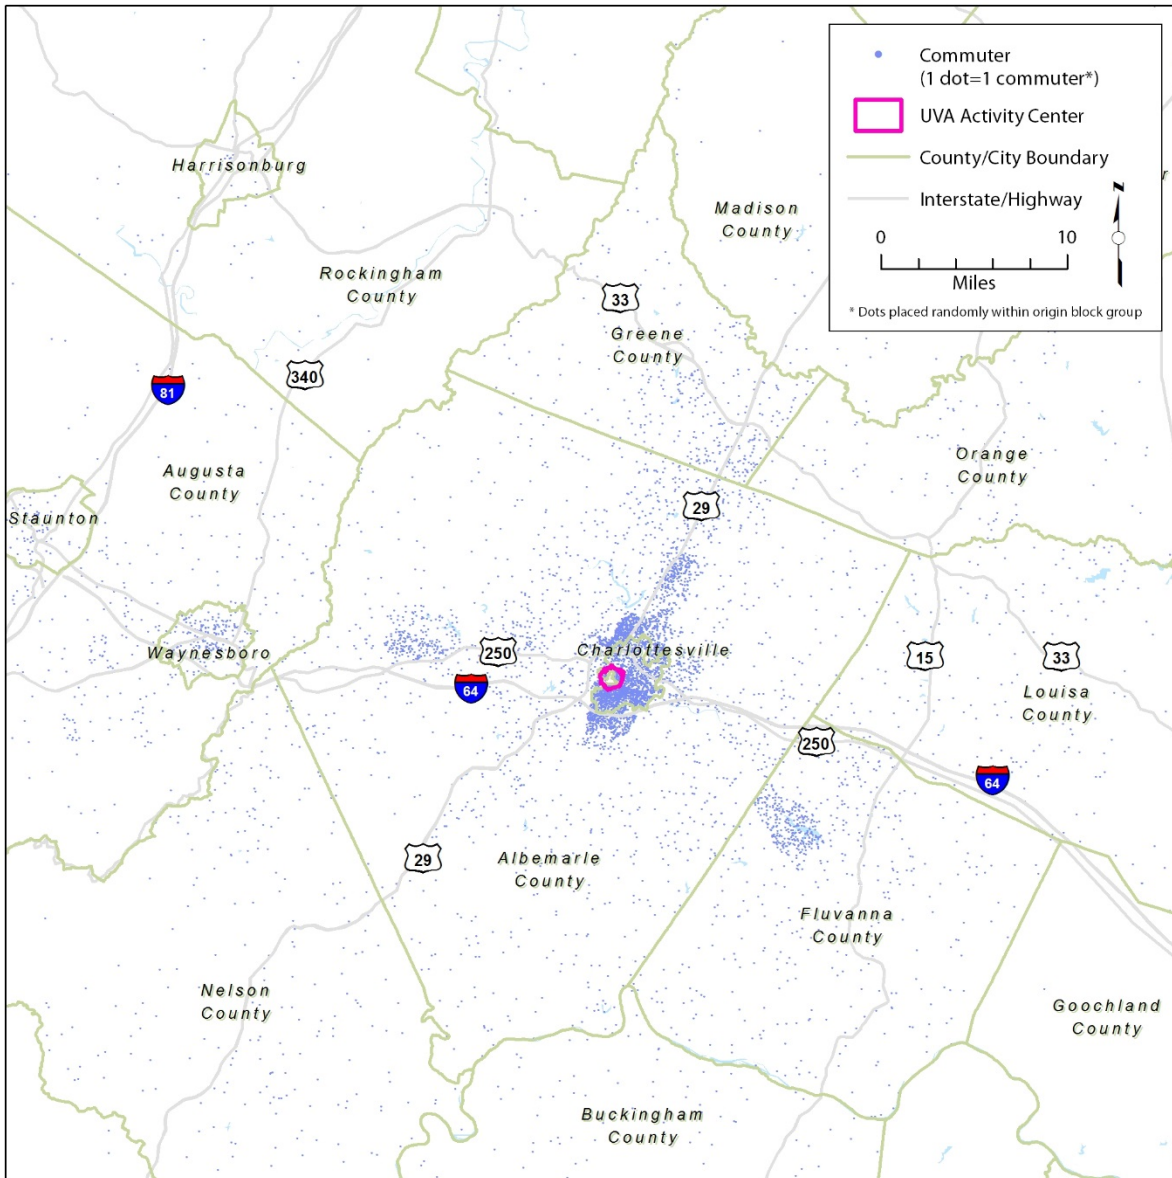 Commuter
(1 dot=1 commuter*)
UVA Activity Center
County/City Boundary
Interstate/Highway
N
0 10
Miles
* Dots placed randomly within origin block group
Harrisonburg
Madison
County
Rockingham
County
33
Greene
County
340
81
Augusta
County
Orange
County
Staunton
29
Waynesboro
250
Charlottesville
15
33
64
Louisa
County
250
64
29
Albemarle
County
Fluvanna
County
Nelson
County
Goochland
County
Buckingham
County